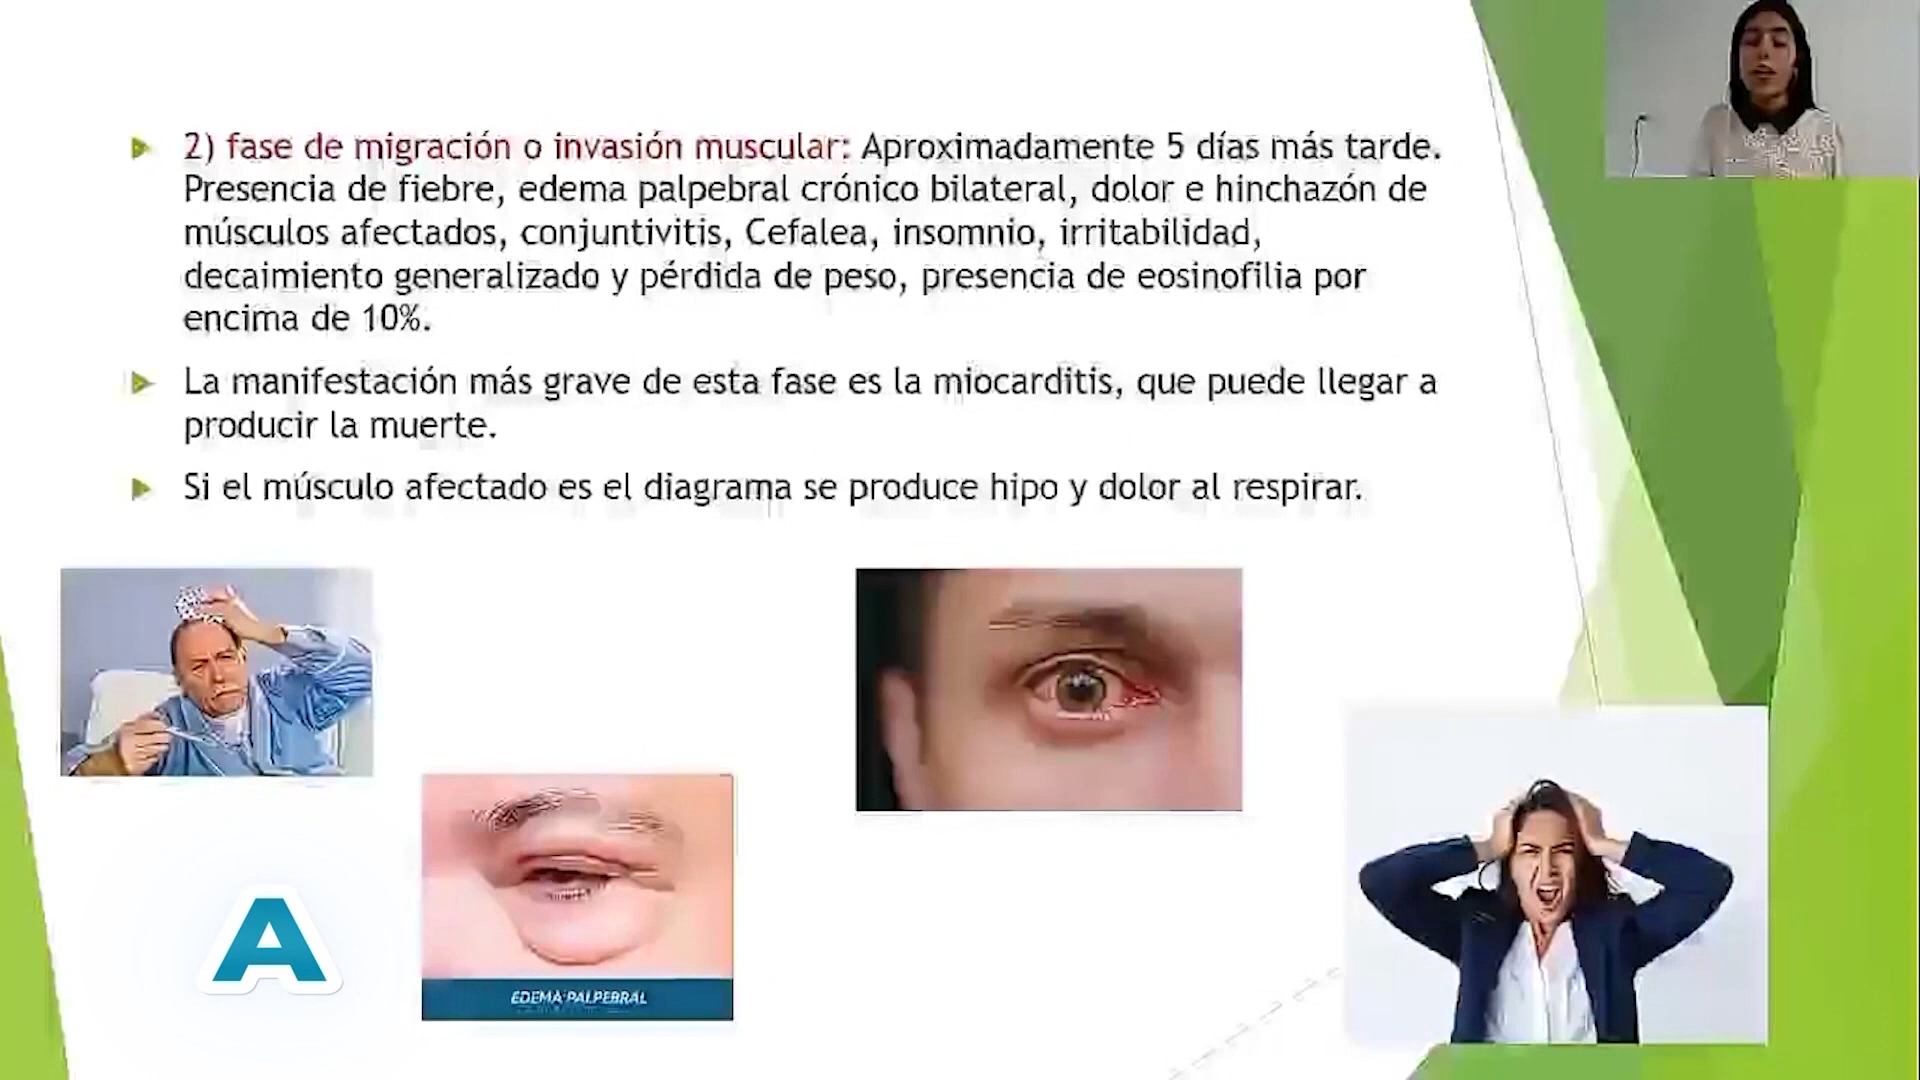 2) fase de migración o invasión muscular: Aproximadamente 5 días más tarde.
Presencia de fiebre, edema palpebral crónico bilateral, dolor e hinchazón de
músculos afectados, conjuntivitis, Cefalea, insomnio, irritabilidad,
decaimiento generalizado y pérdida de peso, presencia de eosinofilia por
encima de 10%.
La manifestación más grave de esta fase es la miocarditis, que puede llegar a
producir la muerte.
Si el músculo afectado es el diagrama se produce hipo y dolor al respirar.
EDEMA PALPEBRAL
A